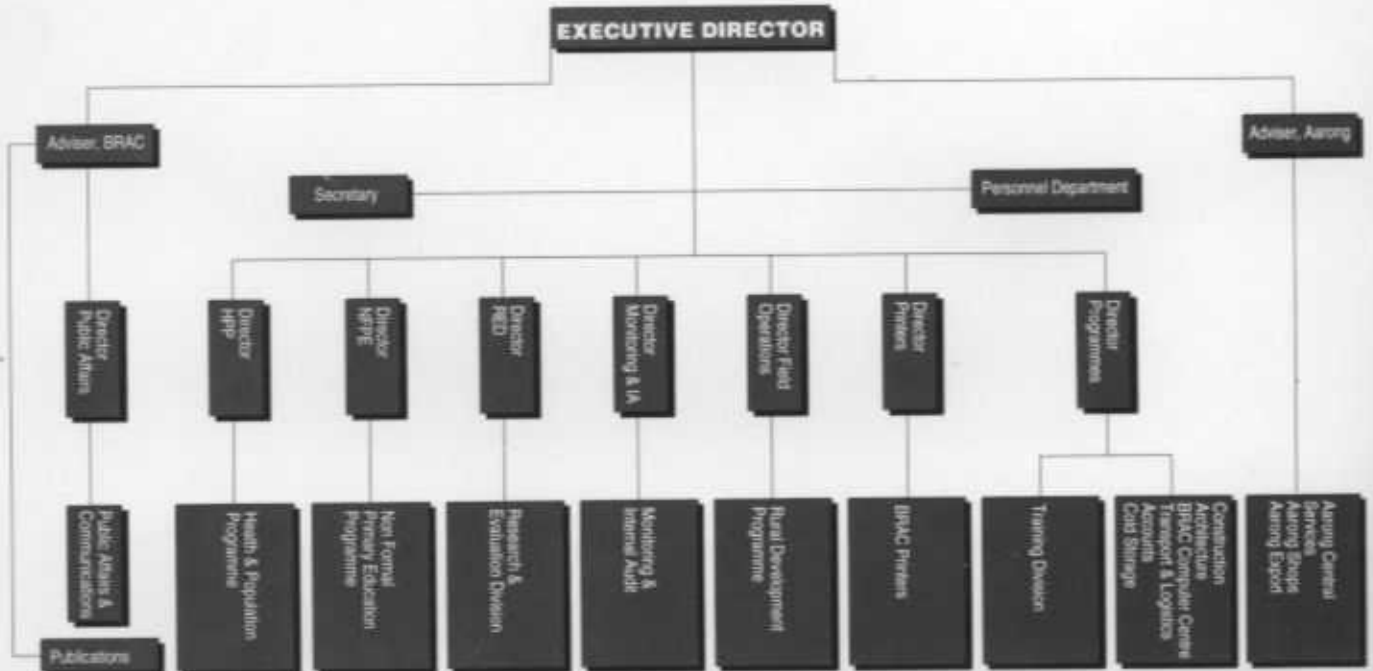 EXECUTIVE DIRECTOR
Adviser, BRAC
Adviser, Aarong
Secretary
Personnel Department
Director
Public Affairs
Director
HPP
Director
NFPE
Director
RED
Director
Monitoring & IA
Director Field
Operations
Director
Printers
Director
Programmes
Public Affairs &
Communications
Health & Population
Programme
Non Formal
Primary Education
Programme
Research &
Evaluation Division
Monitoring &
Internal Audit
Rural Development
Programme
BRAC Printers
Training Division
Construction
Architecture
BRAC Computer Centre
Transport & Logistics
Accounts
Cold Storage
Aarong Central
Services
Aarong Shops
Aarong Export
Publications